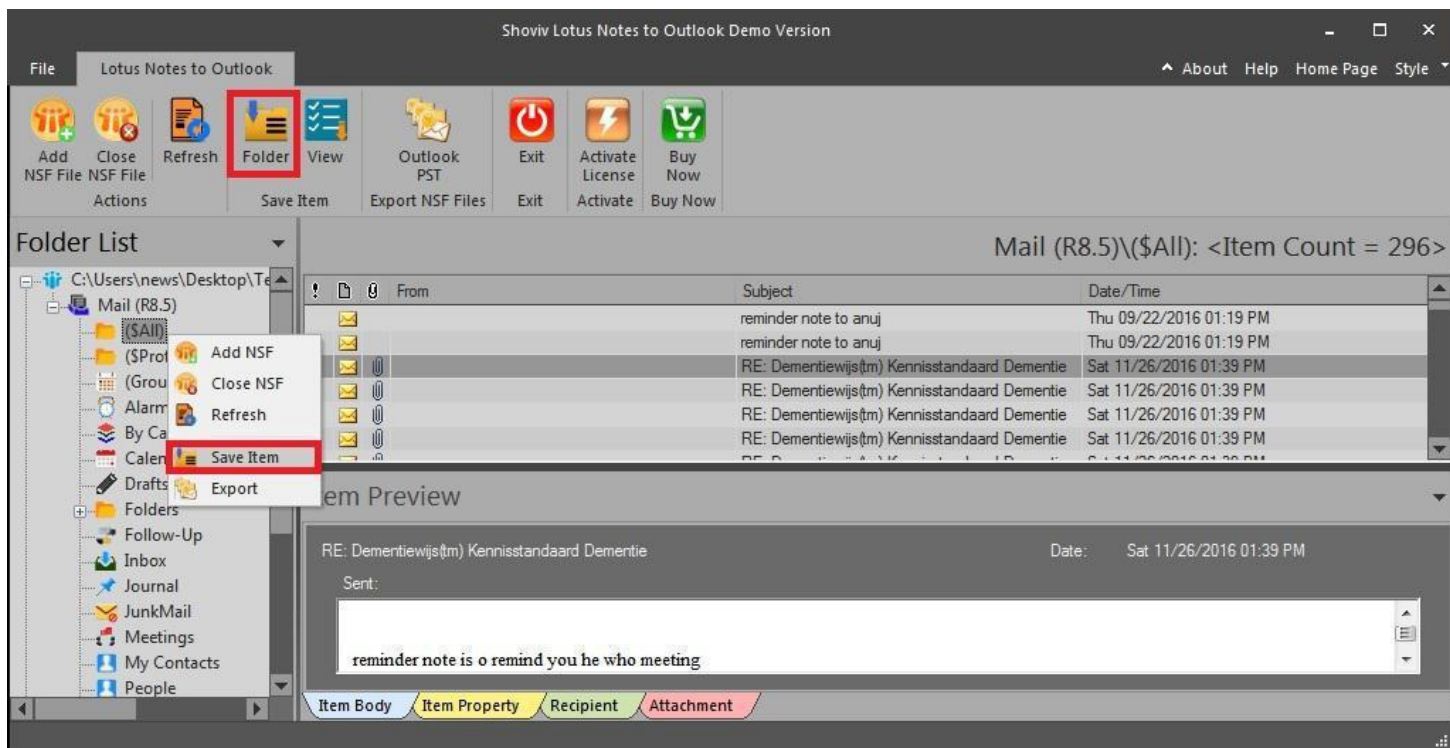 Shoviv Lotus Notes to Outlook Demo Version
File Lotus Notes to Outlook About Help Home Page Style
Add NSF File
Close NSF File
Refresh
Folder
View
Outlook PST
Exit
Activate License
Buy Now
Actions Save Item Export NSF Files Exit Activate Buy Now
Folder List
Mail (R8.5)\($All): <Item Count = 296>
C:\Users\news\Desktop\Te
Mail (R8.5)
($All)
($Prof
(Grou
Alarm
By Ca
Calen
Drafts
Folders
Follow-Up
Inbox
Journal
JunkMail
Meetings
My Contacts
People
Add NSF
Close NSF
Refresh
Save Item
Export
! From Subject Date/Time
reminder note to anuj Thu 09/22/2016 01:19 PM
reminder note to anuj Thu 09/22/2016 01:19 PM
RE: Dementiewijs(tm) Kennisstandaard Dementie Sat 11/26/2016 01:39 PM
RE: Dementiewijs(tm) Kennisstandaard Dementie Sat 11/26/2016 01:39 PM
RE: Dementiewijs(tm) Kennisstandaard Dementie Sat 11/26/2016 01:39 PM
RE: Dementiewijs(tm) Kennisstandaard Dementie Sat 11/26/2016 01:39 PM
em Preview
RE: Dementiewijs(tm) Kennisstandaard Dementie Date: Sat 11/26/2016 01:39 PM
Sent:
reminder note is o remind you he who meeting
Item Body Item Property Recipient Attachment